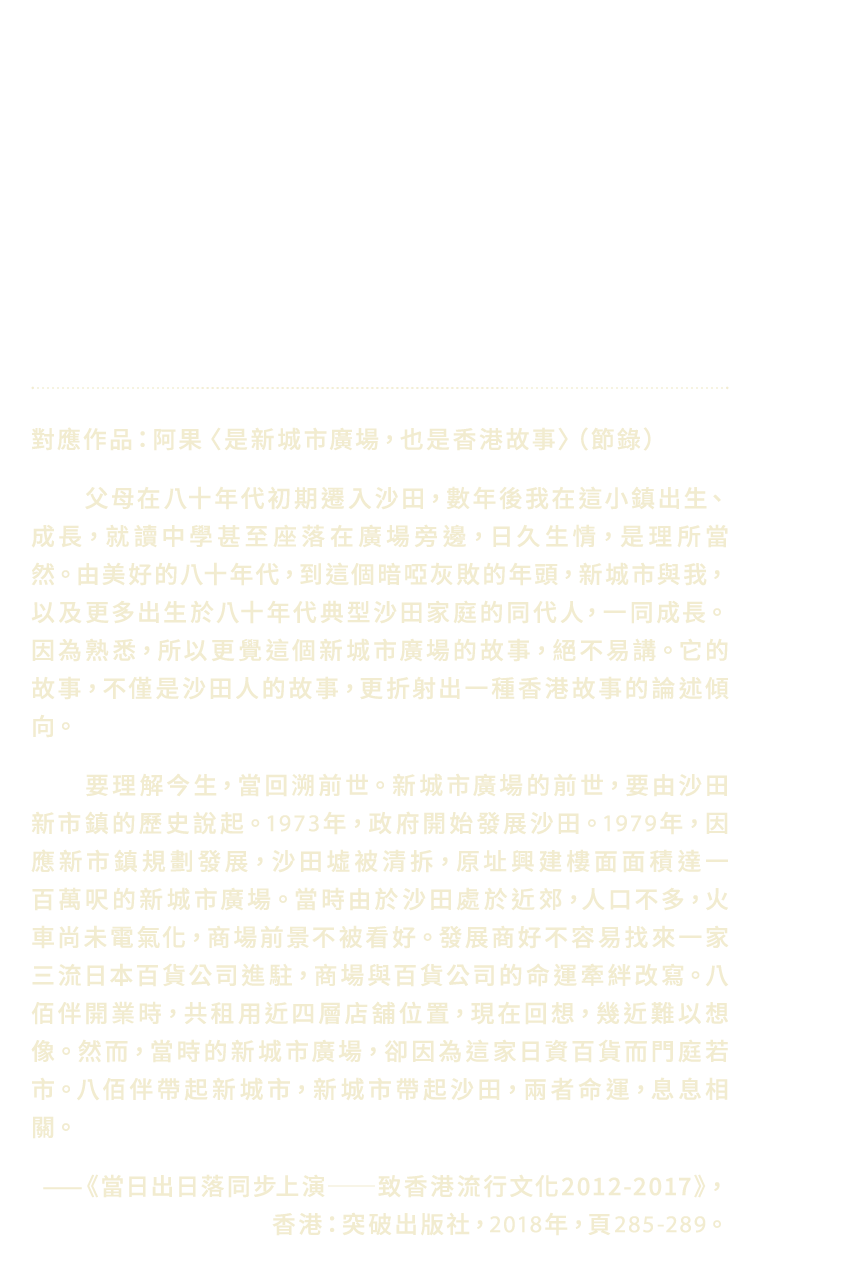 對應作品：阿果〈是新城市廣場，也是香港故事〉（節錄）
父母在八十年代初期遷入沙田，數年後我在這小鎮出生、
成長，就讀中學甚至座落在廣場旁邊，日久生情，是理所當
然。由美好的八十年代，到這個暗啞灰敗的年頭，新城市與我，
以及更多出生於八十年代典型沙田家庭的同代人，一同成長。
因為熟悉，所以更覺這個新城市廣場的故事，絕不易講。它的
故事，不僅是沙田人的故事，更折射出一種香港故事的論述傾
向。
要理解今生，當回溯前世。新城市廣場的前世，要由沙田
新市鎮的歷史說起。1973年，政府開始發展沙田。1979年，因
應新市鎮規劃發展，沙田墟被清拆，原址興建樓面面積達一
百萬呎的新城市廣場。當時由於沙田處於近郊，人口不多，火
車尚未電氣化，商場前景不被看好。發展商好不容易找來一家
三流日本百貨公司進駐，商場與百貨公司的命運牽絆改寫。八
佰伴開業時，共租用近四層店舖位置，現在回想，幾近難以想
像。然而，當時的新城市廣場，卻因為這家日資百貨而門庭若
市。八佰伴帶起新城市，新城市帶起沙田，兩者命運，息息相
關。
——《當日出日落同步上演——致香港流行文化2012-2017》，
香港：突破出版社，2018年，頁285-289。